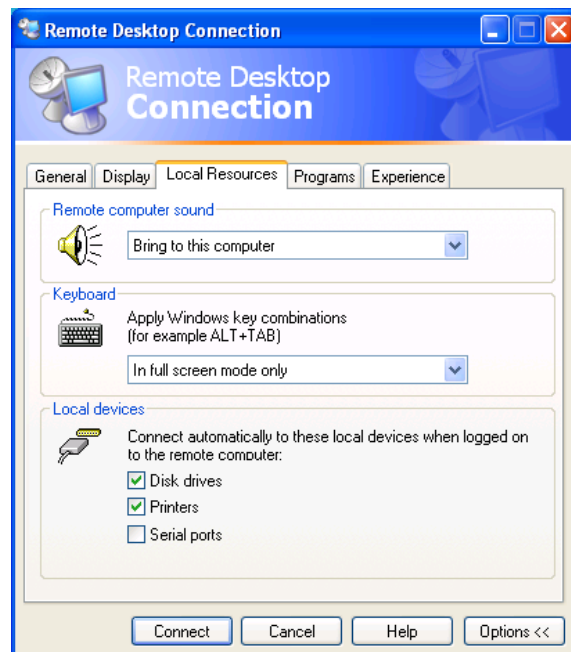 Remote Desktop Connection
Remote Desktop
Connection
General Display Local Resources Programs Experience
Remote computer sound
Bring to this computer
Keyboard
Apply Windows key combinations
(for example ALT+TAB)
In full screen mode only
Local devices
Connect automatically to these local devices when logged on
to the remote computer:
Disk drives
Printers
Serial ports
Connect Cancel Help Options <<